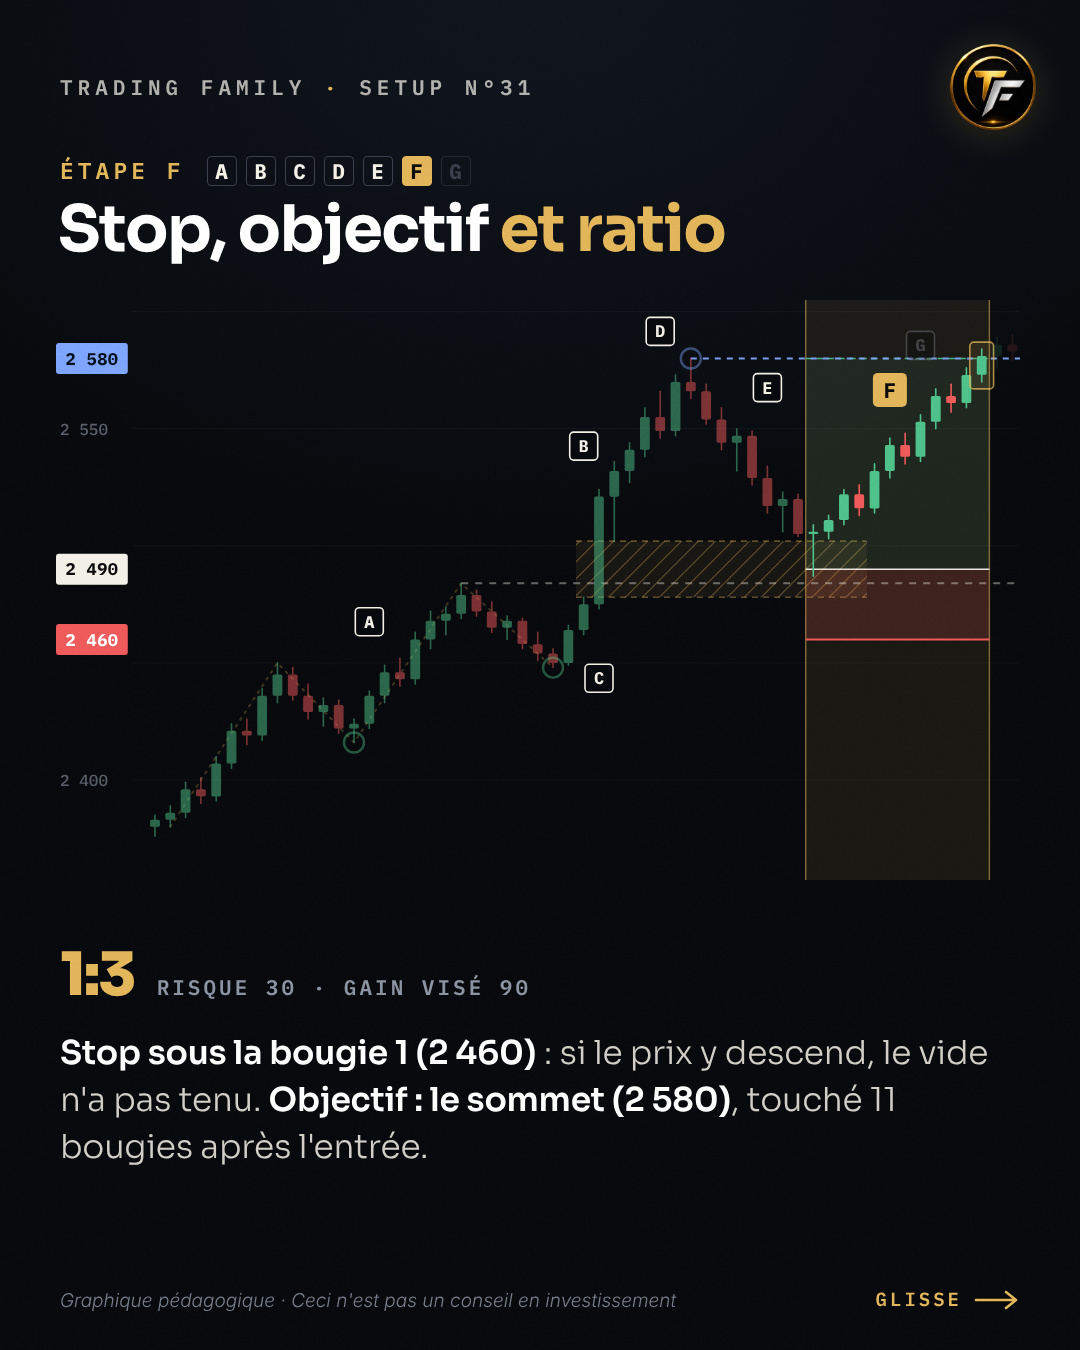 TRADING FAMILY · SETUP N°31
TF
ÉTAPE F A B C D E F G
Stop, objectif et ratio
D
2 580
G
E
F
2 550
B
2 490
A
2 460
C
2 400
1:3 RISQUE 30 · GAIN VISÉ 90
Stop sous la bougie 1 (2 460) : si le prix y descend, le vide
n'a pas tenu. Objectif : le sommet (2 580), touché 11
bougies après l'entrée.
Graphique pédagogique · Ceci n'est pas un conseil en investissement
GLISSE →